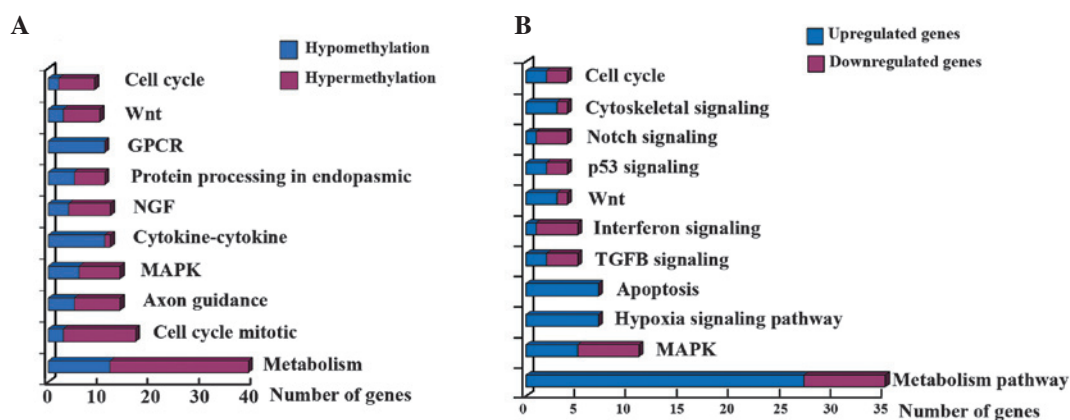 A
Hypomethylation
Hypermethylation
Cell cycle
Wnt
GPCR
Protein processing in endopasmic
NGF
Cytokine-cytokine
MAPK
Axon guidance
Cell cycle mitotic
Metabolism
0 10 20 30 40
Number of genes
B
Upregulated genes
Downregulated genes
Cell cycle
Cytoskeletal signaling
Notch signaling
p53 signaling
Wnt
Interferon signaling
TGFB signaling
Apoptosis
Hypoxia signaling pathway
MAPK
Metabolism pathway
0 5 10 15 20 25 30 35
Number of genes